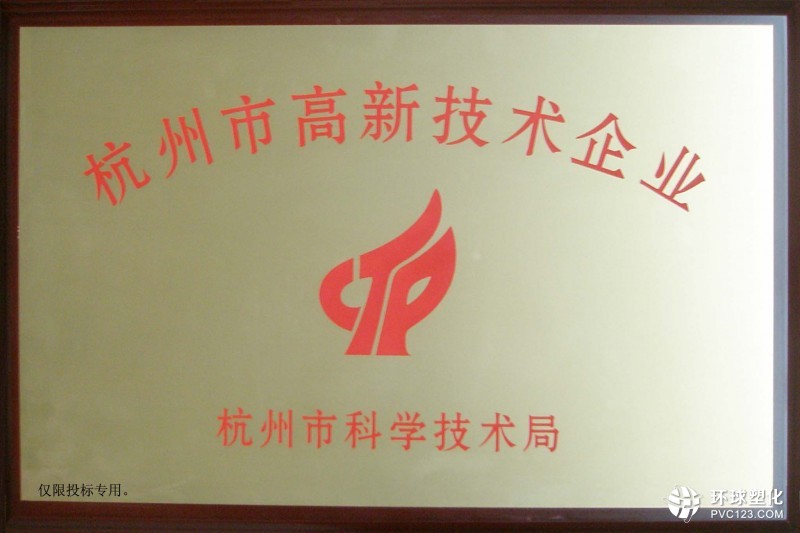 杭州市高新技术企业
CTP
杭州市科学技术局
仅限投标专用。
环球塑化
PVC123.COM